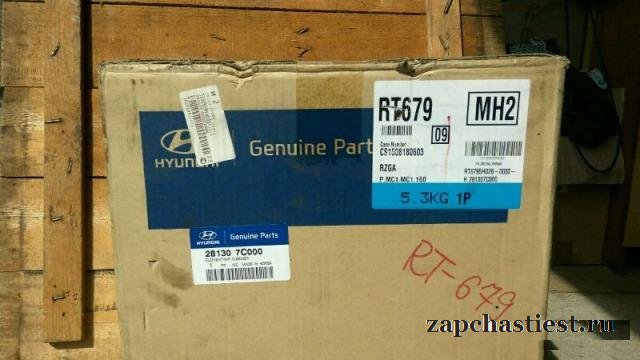 RT679
MH2
09
Case Number
CS1508180503
RZGA
P.MC1.MC1.160
5.3KG 1P
HYUNDAI
Genuine Parts
HYUNDAI
Genuine Parts
28130 7C000
MADE IN KOREA
RT-679
zapchastiest.ru